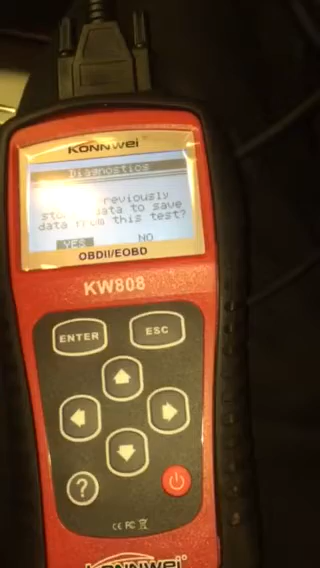 KONNWEI
Diagnostics
reviously
data to save
data from this test?
YES NO
OBDII/EOBD
KW808
ENTER ESC
?
CE FC
KONNWEI